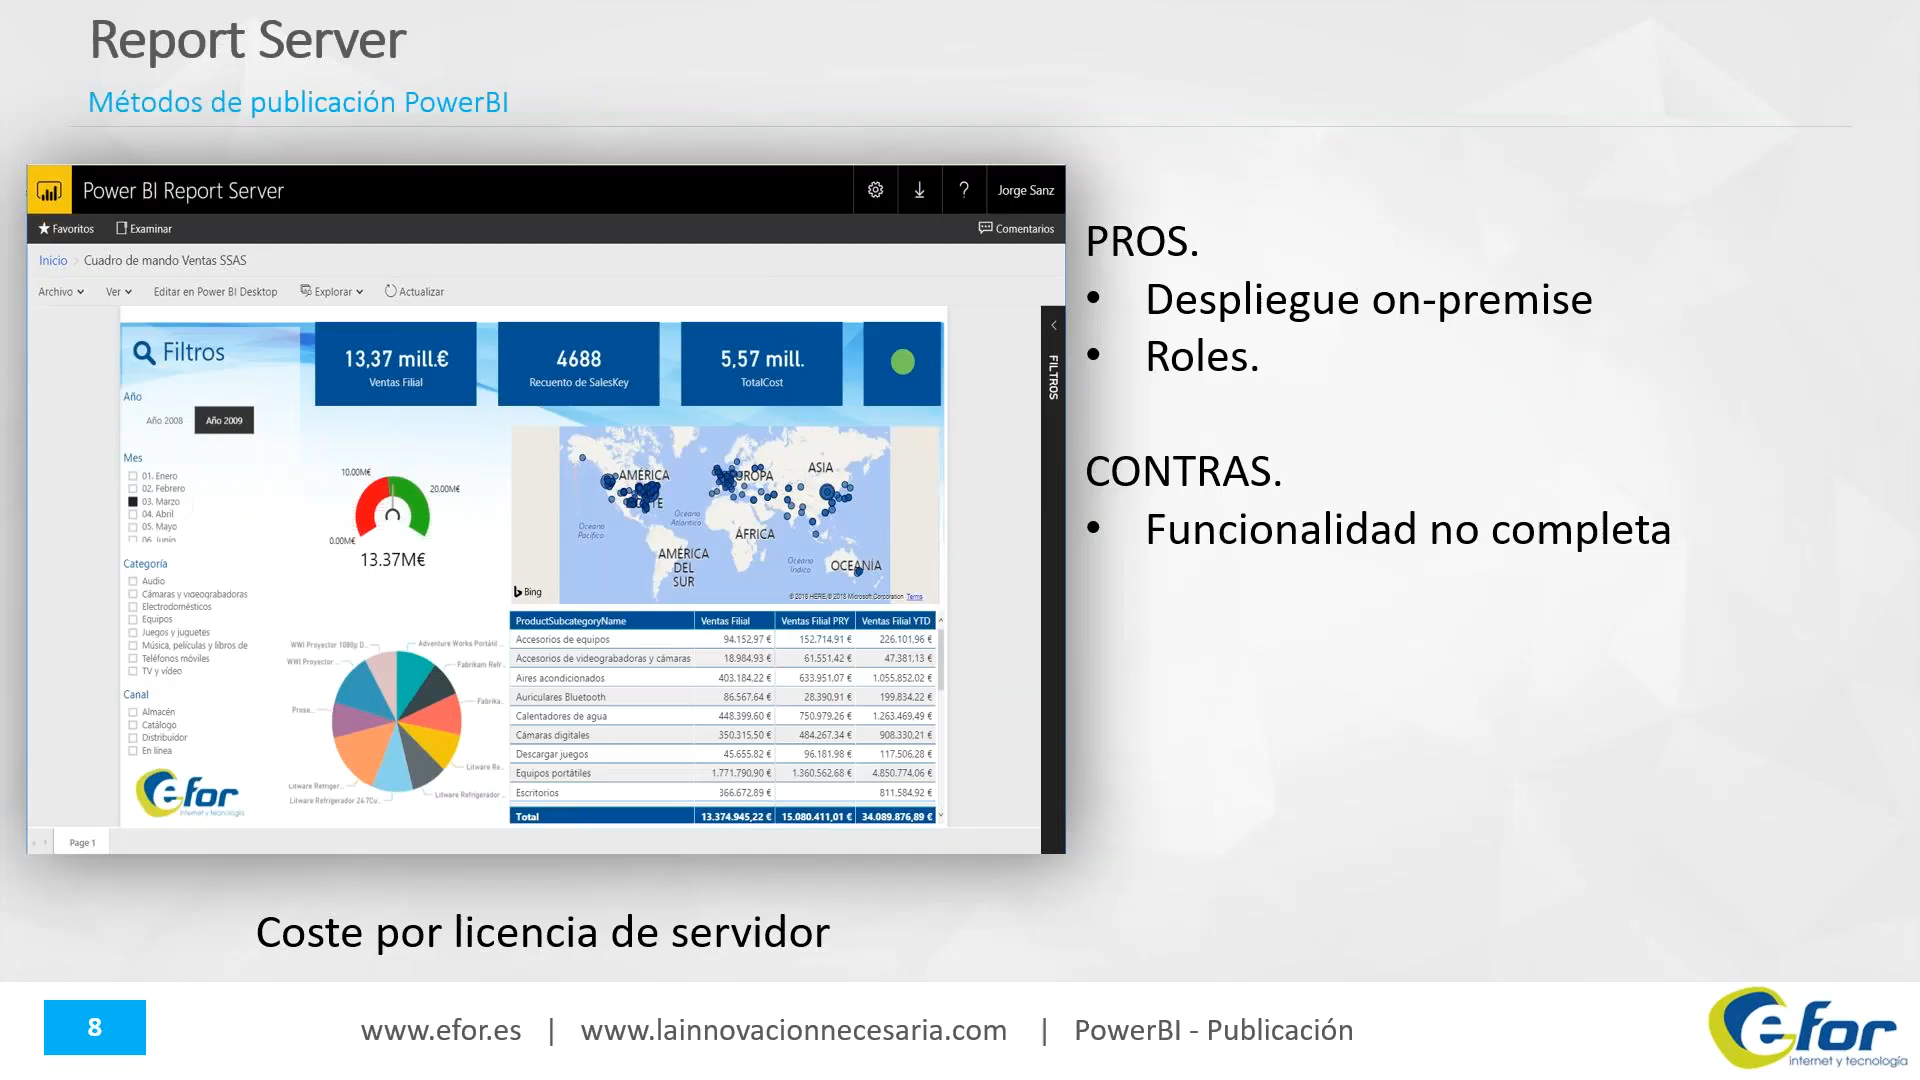 Report Server
Métodos de publicación PowerBI
Power BI Report Server
?
Jorge Sanz
Favoritos
Examinar
Comentarios
Inicio > Cuadro de mando Ventas SSAS
Archivo
Ver
Editar en Power BI Desktop
Explorar
Actualizar
Filtros
Año
Año 2008
Año 2009
Mes
01. Enero
02. Febrero
03. Marzo
04. Abril
05. Mayo
06. Junio
Categoría
Audio
Cámaras y videograbadoras
Electrodomésticos
Equipos
Juegos y juguetes
Música, películas y libros de
Teléfonos móviles
TV y vídeo
Canal
Almacén
Catálogo
Distribuidor
En línea
efor
internet y tecnología
13,37 mill.€
Ventas Filial
4688
Recuento de SalesKey
5,57 mill.
TotalCost
10.00M€
20.00M€
0.00M€
13.37M€
AMÉRICA
EUROPA
ASIA
Océano
Pacífico
Océano
Atlántico
ÁFRICA
AMÉRICA
DEL
SUR
Océano
Índico
OCEANÍA
Bing
© 2018 HERE, © 2018 Microsoft Corporation Terms
WWI Proyector 1080p D...
WWI Proyector ...
Prose...
Litware Refriger...
Litware Refrigerador 24.7Cu...
Adventure Works Portátil ...
Fabrikam Refr...
Fabrika...
Litware Re...
Litware Refrigerador ...
ProductSubcategoryName Ventas Filial Ventas Filial PRY Ventas Filial YTD
Accesorios de equipos 94.152,97 € 152.714,91 € 226.101,96 €
Accesorios de videograbadoras y cámaras 18.984,93 € 61.551,42 € 47.381,13 €
Aires acondicionados 403.184,22 € 633.951,07 € 1.055.852,02 €
Auriculares Bluetooth 86.567,64 € 28.390,91 € 199.834,22 €
Calentadores de agua 448.399,60 € 750.979,26 € 1.263.469,49 €
Cámaras digitales 350.315,50 € 484.267,34 € 908.330,21 €
Descargar juegos 45.655,82 € 96.181,98 € 117.506,28 €
Equipos portátiles 1.771.790,90 € 1.360.562,68 € 4.850.774,06 €
Escritorios 366.672,89 € 811.584,92 €
Total 13.374.945,22 € 15.080.411,01 € 34.089.876,89 €
FILTROS
Page 1
PROS.
• Despliegue on-premise
• Roles.
CONTRAS.
• Funcionalidad no completa
Coste por licencia de servidor
8
www.efor.es | www.lainnovacionnecesaria.com | PowerBI - Publicación
efor
internet y tecnología